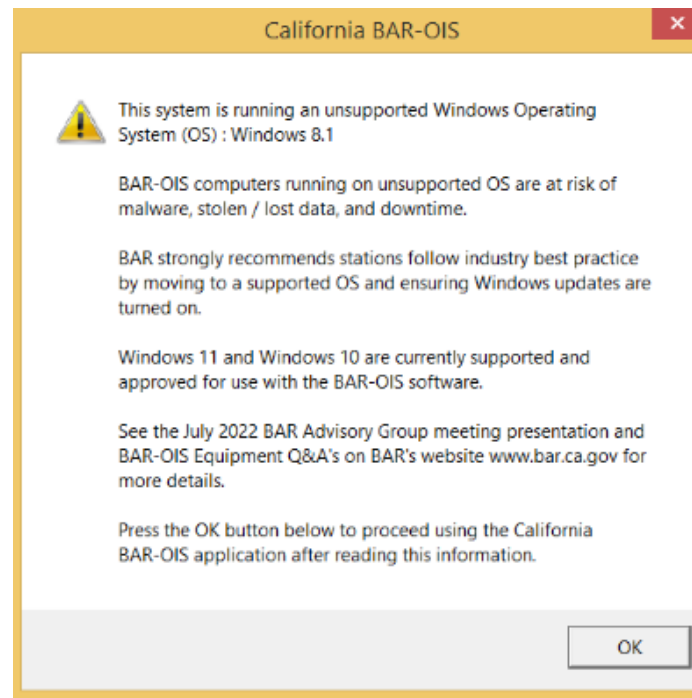 California BAR-OIS
This system is running an unsupported Windows Operating
System (OS) : Windows 8.1
BAR-OIS computers running on unsupported OS are at risk of
malware, stolen / lost data, and downtime.
BAR strongly recommends stations follow industry best practice
by moving to a supported OS and ensuring Windows updates are
turned on.
Windows 11 and Windows 10 are currently supported and
approved for use with the BAR-OIS software.
See the July 2022 BAR Advisory Group meeting presentation and
BAR-OIS Equipment Q&A's on BAR's website www.bar.ca.gov for
more details.
Press the OK button below to proceed using the California
BAR-OIS application after reading this information.
OK